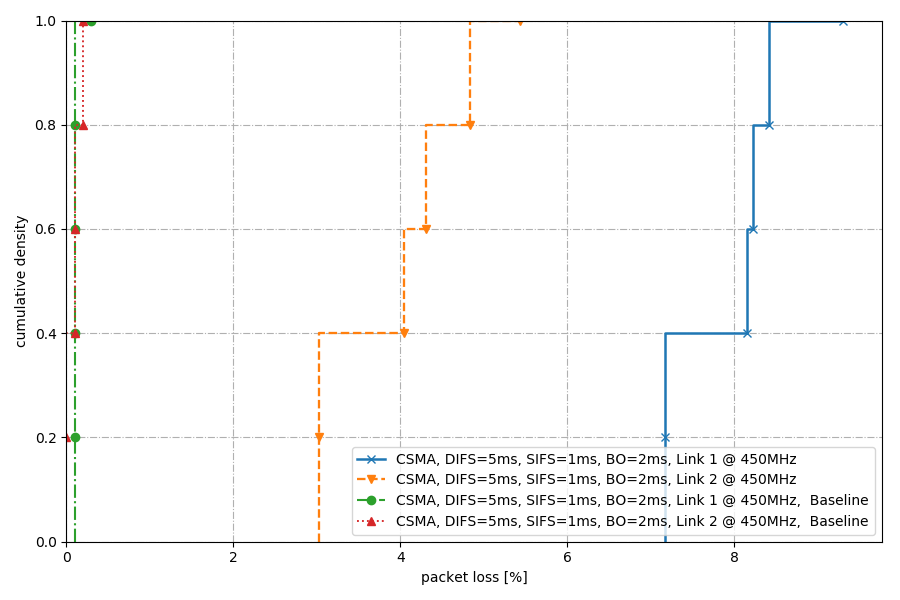 1.0
0.8
0.6
0.4
0.2
0.0
cumulative density
0 2 4 6 8
packet loss [%]
CSMA, DIFS=5ms, SIFS=1ms, BO=2ms, Link 1 @ 450MHz
CSMA, DIFS=5ms, SIFS=1ms, BO=2ms, Link 2 @ 450MHz
CSMA, DIFS=5ms, SIFS=1ms, BO=2ms, Link 1 @ 450MHz,  Baseline
CSMA, DIFS=5ms, SIFS=1ms, BO=2ms, Link 2 @ 450MHz,  Baseline